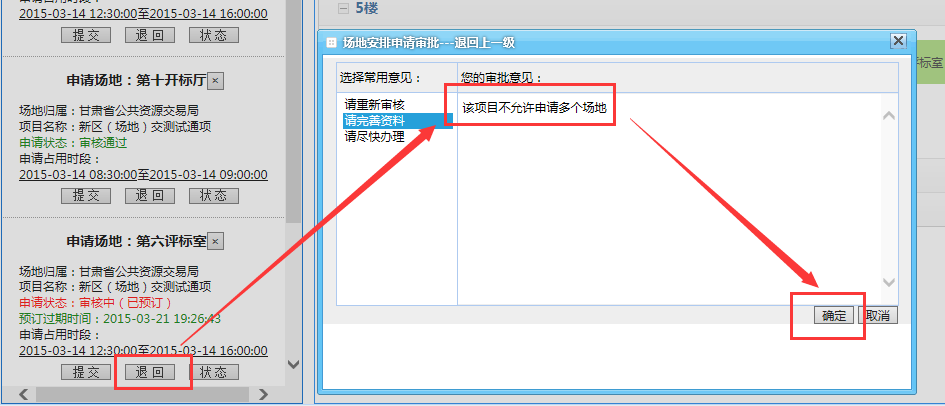 申请占用时段：
2015-03-14 12:30:00至2015-03-14 16:00:00
提 交 退 回 状 态
申请场地：第十开标厅
场地归属：甘肃省公共资源交易局
项目名称：新区（场地）交测试通项
申请状态：审核通过
申请占用时段：
2015-03-14 08:30:00至2015-03-14 09:00:00
提 交 退 回 状 态
申请场地：第六评标室
场地归属：甘肃省公共资源交易局
项目名称：新区（场地）交测试通项
申请状态：审核中（已预订）
预订过期时间：2015-03-21 19:26:43
申请占用时段：
2015-03-14 12:30:00至2015-03-14 16:00:00
提 交 退 回 状 态
5楼
场地安排申请审批---退回上一级
选择常用意见： 您的审批意见：
请重新审核
请完善资料
请尽快办理
该项目不允许申请多个场地
确定 取消
评标室